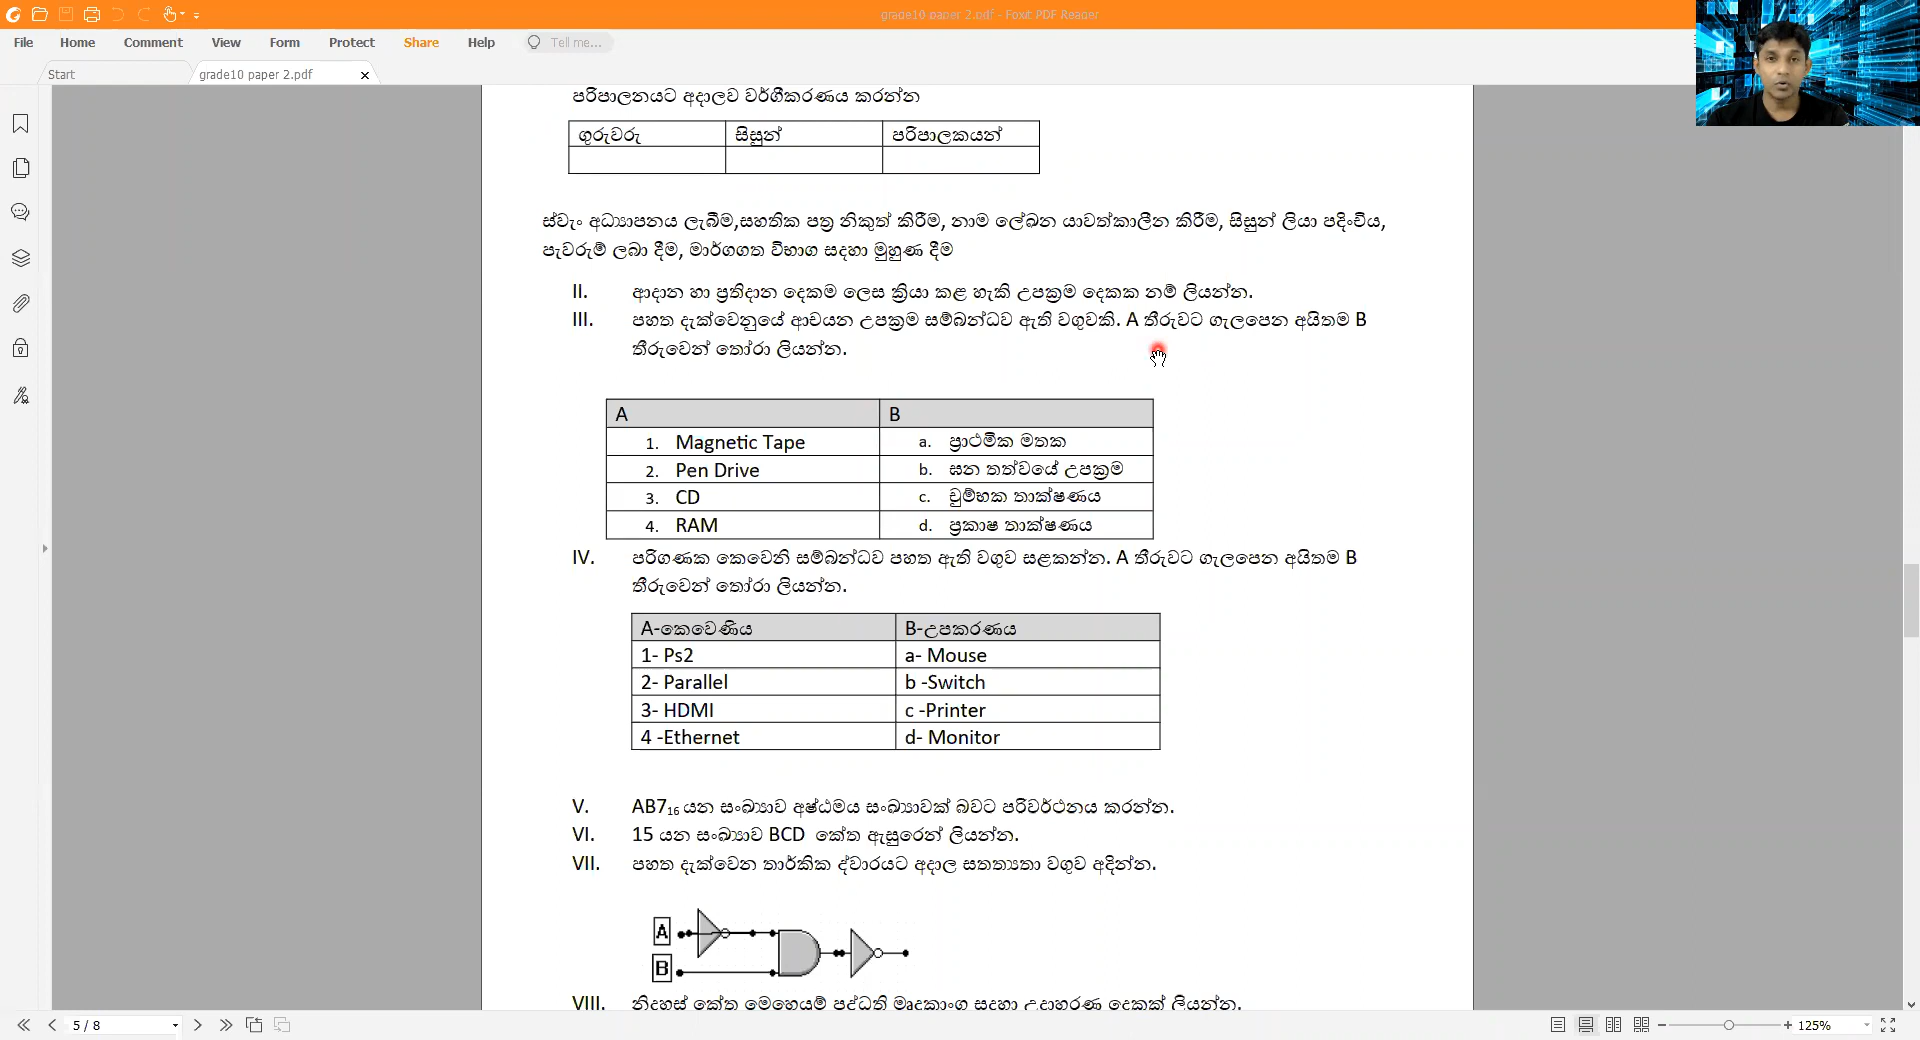 grade10 paper 2.pdf - Foxit PDF Reader
File Home Comment View Form Protect Share Help Tell me...
Start grade10 paper 2.pdf
පරිපාලනයට අදාලව වර්ගීකරණය කරන්න
ගුරුවරු සිසුන් පරිපාලකයන්
ස්වැං අධ්‍යාපනය ලැබීම,සහතික පත්‍ර නිකුත් කිරීම, නාම ලේඛන යාවත්කාලීන කිරීම, සිසුන් ලියා පදිංචිය,
පැවරුම් ලබා දීම, මාර්ගගත විභාග සදහා මුහුණ දීම
II. ආදාන හා ප්‍රතිදාන දෙකම ලෙස ක්‍රියා කළ හැකි උපක්‍රම දෙකක නම් ලියන්න.
III. පහත දැක්වෙනුයේ ආචයන උපක්‍රම සම්බන්ධව ඇති වගුවකි. A තීරුවට ගැලපෙන අයිතම B
තීරුවෙන් තෝරා ලියන්න.
A B
1. Magnetic Tape a. ප්‍රාථමික මතක
2. Pen Drive b. ඝන තත්වයේ උපක්‍රම
3. CD c. චුම්භක තාක්ෂණය
4. RAM d. ප්‍රකාෂ තාක්ෂණය
IV. පරිගණක කෙවෙනි සම්බන්ධව පහත ඇති වගුව සළකන්න. A තීරුවට ගැලපෙන අයිතම B
තීරුවෙන් තෝරා ලියන්න.
A-කෙවෙණිය B-උපකරණය
1- Ps2 a- Mouse
2- Parallel b -Switch
3- HDMI c -Printer
4 -Ethernet d- Monitor
V. AB7₁₆ යන සංඛ්‍යාව අෂ්ඨමය සංඛ්‍යාවක් බවට පරිවර්ථනය කරන්න.
VI. 15 යන සංඛ්‍යාව BCD කේත ඇසුරෙන් ලියන්න.
VII. පහත දැක්වෙන තාර්කික ද්වාරයට අදාල සත‍ත්‍යතා වගුව අදින්න.
A
B
VIII. නිදහස් කේත මෙහෙයුම් පද්ධති මෘදුකාංග සදහා උදාහරණ දෙකක් ලියන්න.
5 / 8 125%